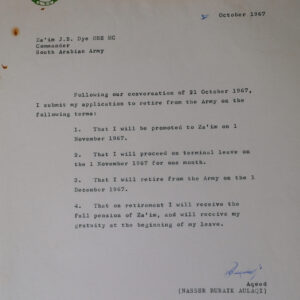 October 1967
Za'im J.B. Dye OBE MC
Commander
South Arabian Army
Following our conversation of 21 October 1967,
I submit my application to retire from the Army on the
following terms:
1. That I will be promoted to Za'im on 1
November 1967.
2. That I will proceed on terminal leave on
the 1 November 1967 for one month.
3. That I will retire from the Army on the 1
December 1967.
4. That on retirement I will receive the
full pension of Za'im, and will receive my
gratuity at the beginning of my leave.
Aqeed
(NASSER BURAIK AULAQI)